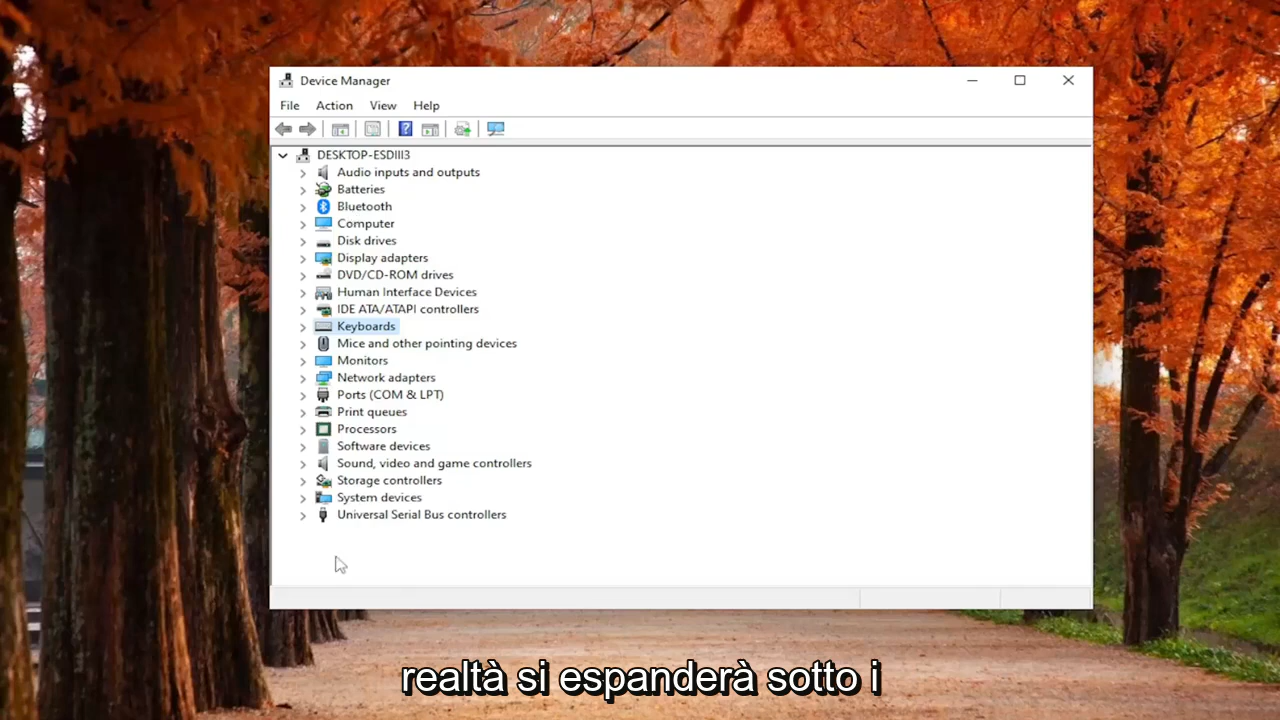 Device Manager
File Action View Help
DESKTOP-ESDIII3
Audio inputs and outputs
Batteries
Bluetooth
Computer
Disk drives
Display adapters
DVD/CD-ROM drives
Human Interface Devices
IDE ATA/ATAPI controllers
Keyboards
Mice and other pointing devices
Monitors
Network adapters
Ports (COM & LPT)
Print queues
Processors
Software devices
Sound, video and game controllers
Storage controllers
System devices
Universal Serial Bus controllers
realtà si espanderà sotto i